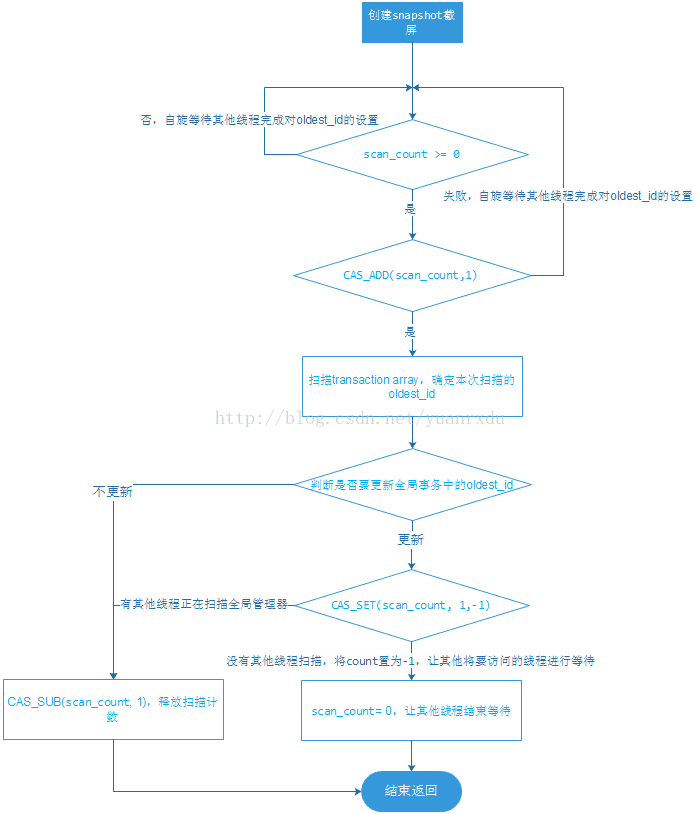 创建snapshot截
屏
否，自旋等待其他线程完成对oldest_id的设置
scan_count >= 0
失败，自旋等待其他线程完成对oldest_id的设置
是
CAS_ADD(scan_count,1)
是
扫描transaction array，确定本次扫描的
oldest_id
http://blog.csdn.net/yuanrxdu
判断是否要更新全局事务中的oldest_id
不更新
更新
有其他线程正在扫描全局管理器
CAS_SET(scan_count, 1,-1)
没有其他线程扫描，将count置为-1，让其他将要访问的线程进行等待
CAS_SUB(scan_count, 1)，释放扫描计
数
scan_count= 0，让其他线程结束等待
结束返回